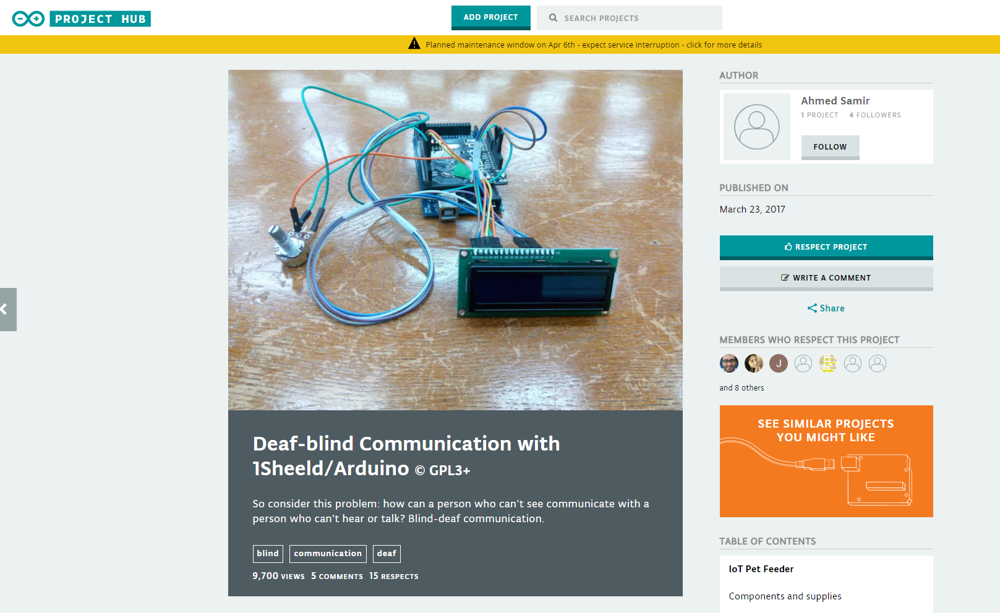 PROJECT HUB
ADD PROJECT
SEARCH PROJECTS
Planned maintenance window on Apr 6th - expect service interruption - click for more details
AUTHOR
Ahmed Samir
1 PROJECT 4 FOLLOWERS
FOLLOW
PUBLISHED ON
March 23, 2017
RESPECT PROJECT
WRITE A COMMENT
Share
MEMBERS WHO RESPECT THIS PROJECT
J
and 8 others
SEE SIMILAR PROJECTS
YOU MIGHT LIKE
TABLE OF CONTENTS
IoT Pet Feeder
Components and supplies
16
Deaf-blind Communication with
1Sheeld/Arduino © GPL3+
So consider this problem: how can a person who can't see communicate with a
person who can't hear or talk? Blind-deaf communication.
blind communication deaf
9,700 VIEWS 5 COMMENTS 15 RESPECTS